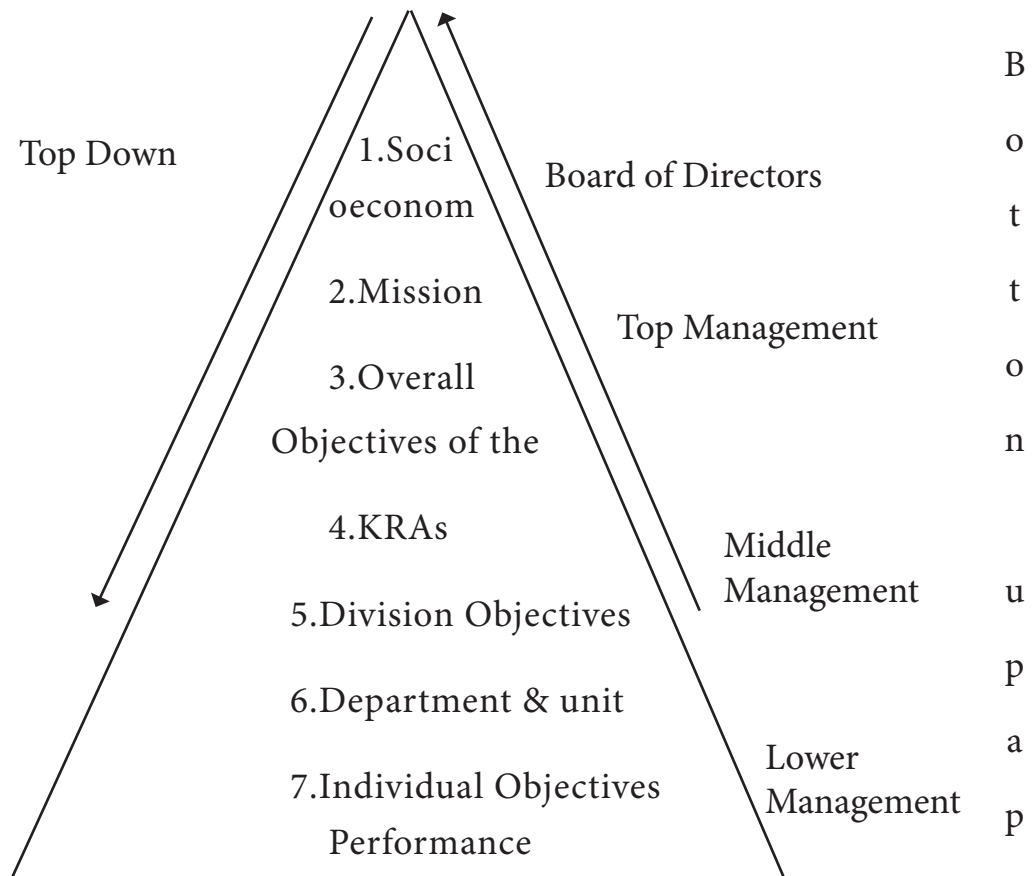 Top Down
1.Soci
oeconom
2.Mission
3.Overall
Objectives of the
4.KRAs
5.Division Objectives
6.Department & unit
7.Individual Objectives
Performance
Board of Directors
Top Management
Middle
Management
Lower
Management
B
o
t
t
o
n
u
p
a
p